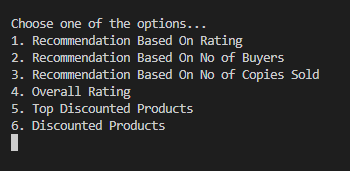 Choose one of the options...
1. Recommendation Based On Rating
2. Recommendation Based On No of Buyers
3. Recommendation Based On No of Copies Sold
4. Overall Rating
5. Top Discounted Products
6. Discounted Products